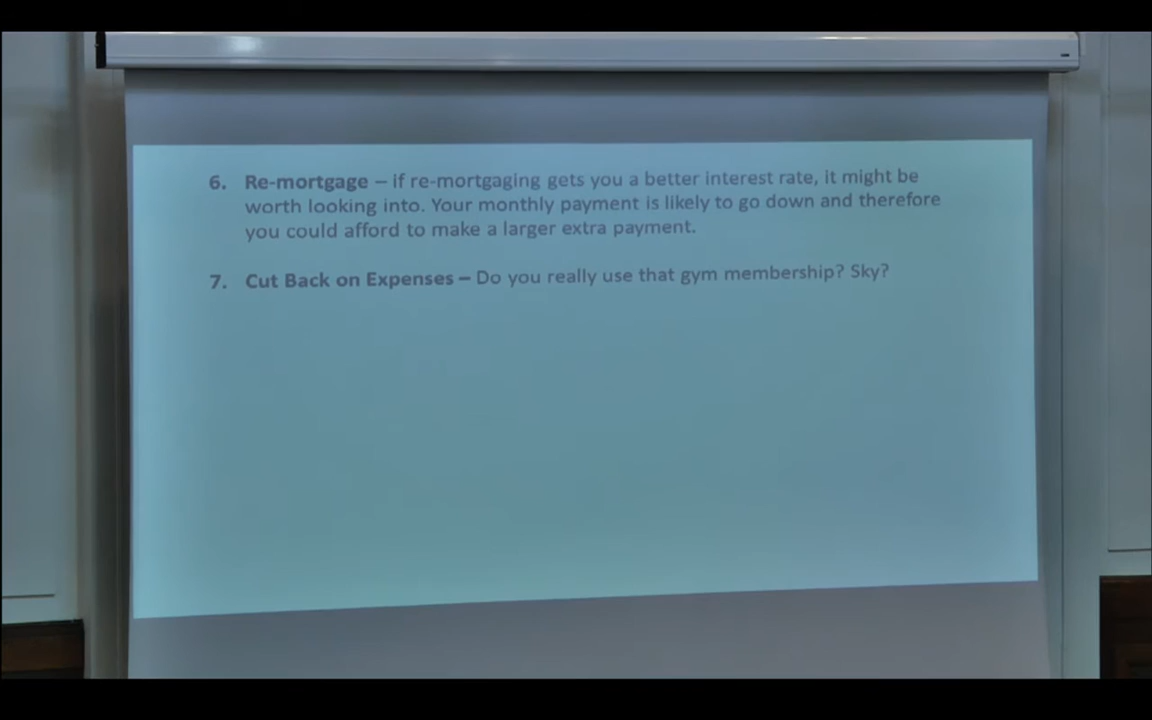 6. Re-mortgage – if re-mortgaging gets you a better interest rate, it might be
worth looking into. Your monthly payment is likely to go down and therefore
you could afford to make a larger extra payment.
7. Cut Back on Expenses – Do you really use that gym membership? Sky?